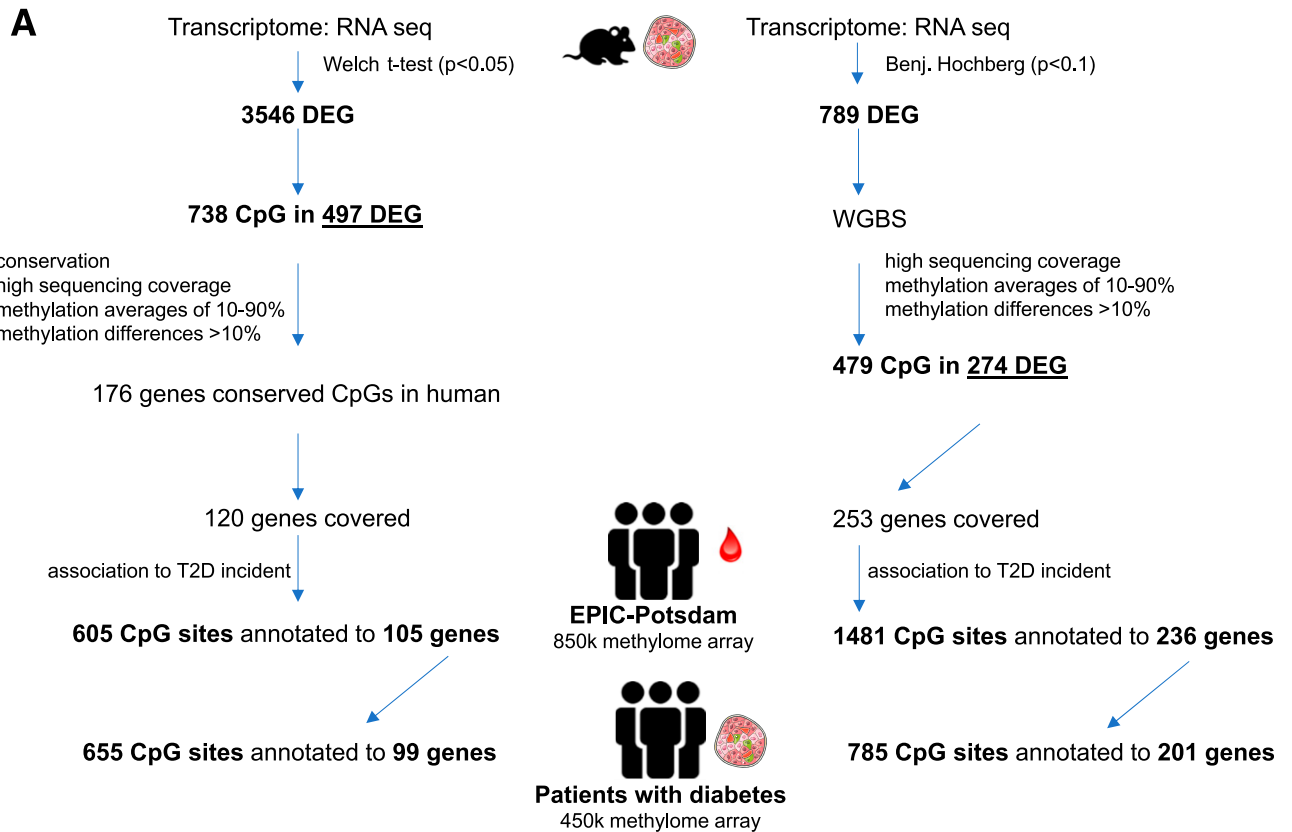 A
Transcriptome: RNA seq
Welch t-test (p<0.05)
3546 DEG
738 CpG in 497 DEG
conservation
high sequencing coverage
methylation averages of 10-90%
methylation differences >10%
176 genes conserved CpGs in human
120 genes covered
association to T2D incident
605 CpG sites annotated to 105 genes
655 CpG sites annotated to 99 genes
EPIC-Potsdam
850k methylome array
Patients with diabetes
450k methylome array
Transcriptome: RNA seq
Benj. Hochberg (p<0.1)
789 DEG
WGBS
high sequencing coverage
methylation averages of 10-90%
methylation differences >10%
479 CpG in 274 DEG
253 genes covered
association to T2D incident
1481 CpG sites annotated to 236 genes
785 CpG sites annotated to 201 genes